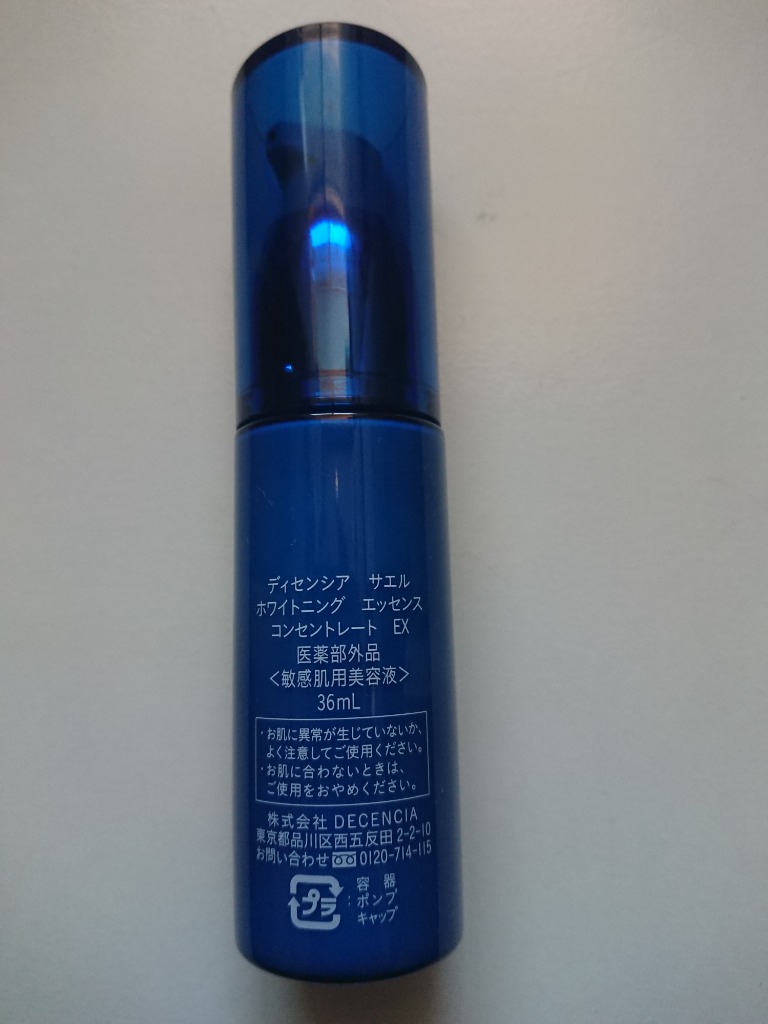 ディセンシア　サエル
ホワイトニング　エッセンス
コンセントレート　EX
医薬部外品
＜敏感肌用美容液＞
36mL
・お肌に異常が生じていないか、
よく注意してご使用ください。
・お肌に合わないときは、
ご使用をおやめください。
株式会社 DECENCIA
東京都品川区西五反田 2-2-10
お問い合わせ 0120-714-115
プラ
容　器
：ポンプ
キャップ